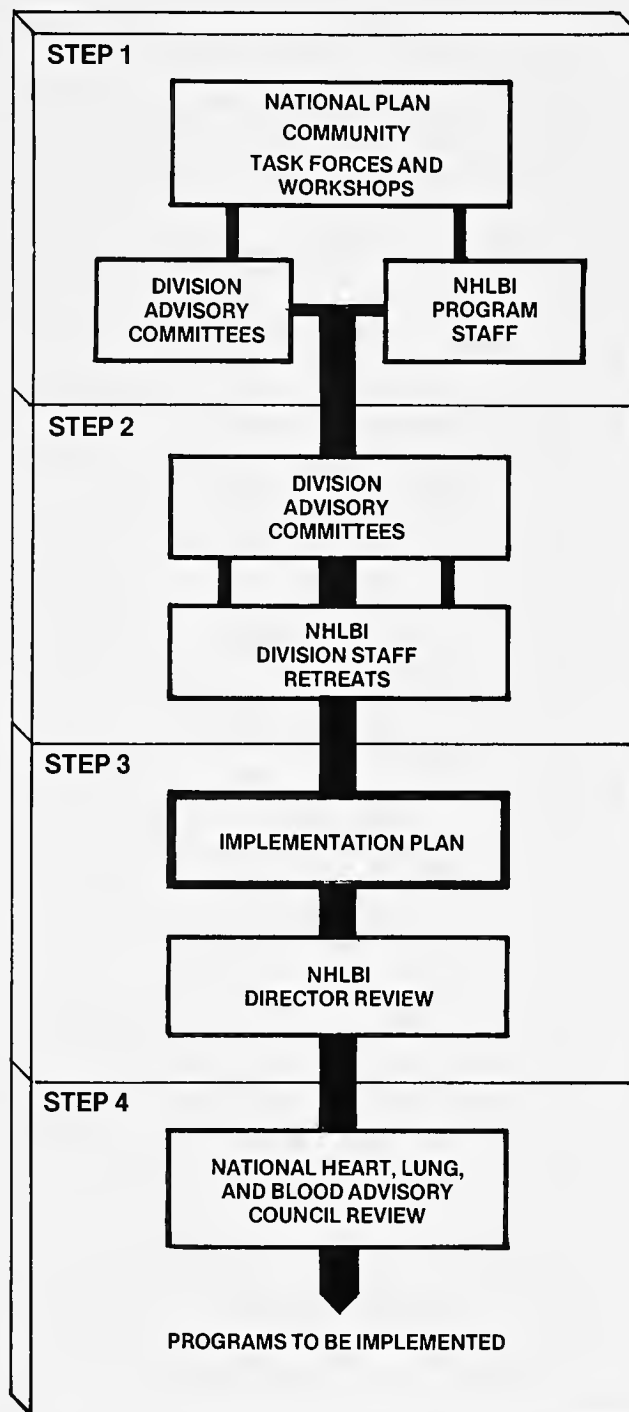 STEP 1
NATIONAL PLAN
COMMUNITY
TASK FORCES AND
WORKSHOPS
DIVISION
ADVISORY
COMMITTEES
NHLBI
PROGRAM
STAFF
STEP 2
DIVISION
ADVISORY
COMMITTEES
NHLBI
DIVISION STAFF
RETREATS
STEP 3
IMPLEMENTATION PLAN
NHLBI
DIRECTOR REVIEW
STEP 4
NATIONAL HEART, LUNG,
AND BLOOD ADVISORY
COUNCIL REVIEW
PROGRAMS TO BE IMPLEMENTED